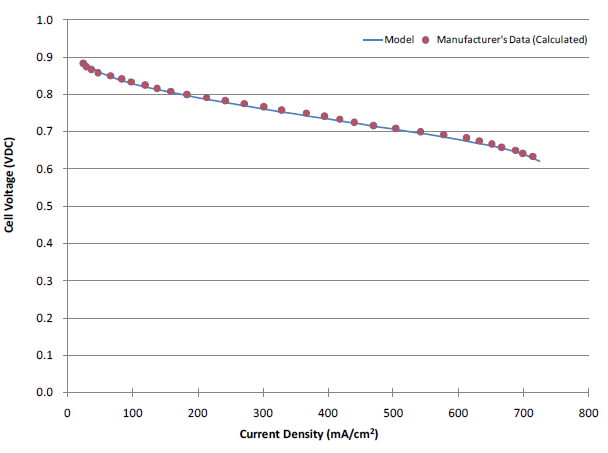 1.0
Model Manufacturer's Data (Calculated)
0.9
0.8
0.7
0.6
0.5
0.4
0.3
0.2
0.1
0.0
Cell Voltage (VDC)
0 100 200 300 400 500 600 700 800
Current Density (mA/cm²)